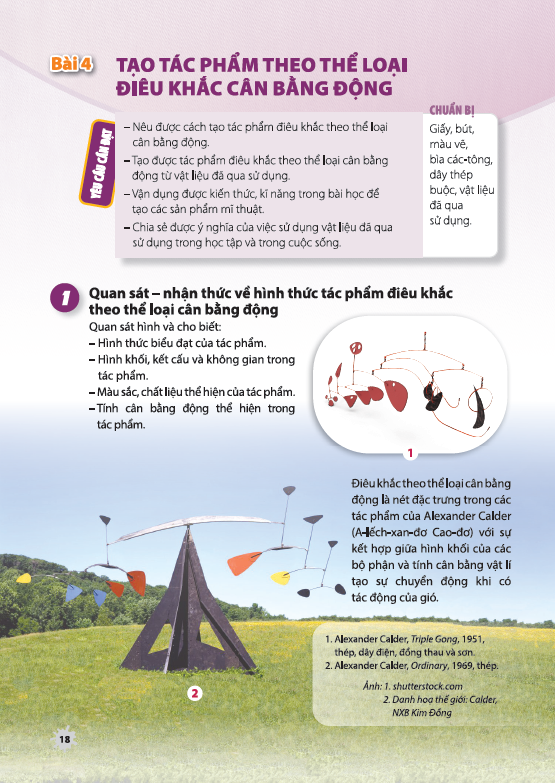 Bài 4
TẠO TÁC PHẨM THEO THỂ LOẠI
ĐIÊU KHẮC CÂN BẰNG ĐỘNG
YÊU CẦU CẦN ĐẠT
– Nêu được cách tạo tác phẩm điêu khắc theo thể loại
cân bằng động.
– Tạo được tác phẩm điêu khắc theo thể loại cân bằng
động từ vật liệu đã qua sử dụng.
– Vận dụng được kiến thức, kĩ năng trong bài học để
tạo các sản phẩm mĩ thuật.
– Chia sẻ được ý nghĩa của việc sử dụng vật liệu đã qua
sử dụng trong học tập và trong cuộc sống.
CHUẨN BỊ
Giấy, bút,
màu vẽ,
bìa các-tông,
dây thép
buộc, vật liệu
đã qua
sử dụng.
1 Quan sát – nhận thức về hình thức tác phẩm điêu khắc
theo thể loại cân bằng động
Quan sát hình và cho biết:
– Hình thức biểu đạt của tác phẩm.
– Hình khối, kết cấu và không gian trong
tác phẩm.
– Màu sắc, chất liệu thể hiện của tác phẩm.
– Tính cân bằng động thể hiện trong
tác phẩm.
1
Điêu khắc theo thể loại cân bằng
động là nét đặc trưng trong các
tác phẩm của Alexander Calder
(A-lếch-xan-đơ Cao-đơ) với sự
kết hợp giữa hình khối của các
bộ phận và tính cân bằng vật lí
tạo sự chuyển động khi có
tác động của gió.
2
1. Alexander Calder, Triple Gong, 1951,
thép, dây điện, đồng thau và sơn.
2. Alexander Calder, Ordinary, 1969, thép.
Ảnh: 1. shutterstock.com
2. Danh hoạ thế giới: Calder,
NXB Kim Đồng
18